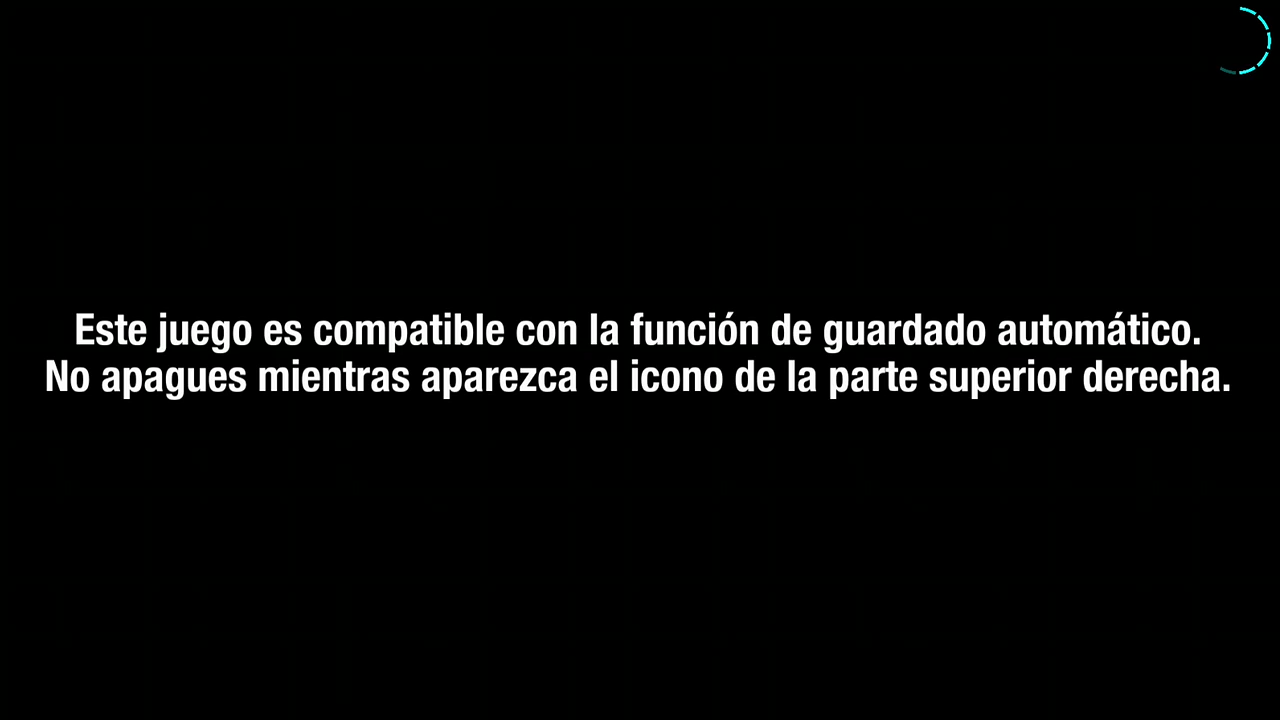 Este juego es compatible con la función de guardado automático.
No apagues mientras aparezca el icono de la parte superior derecha.